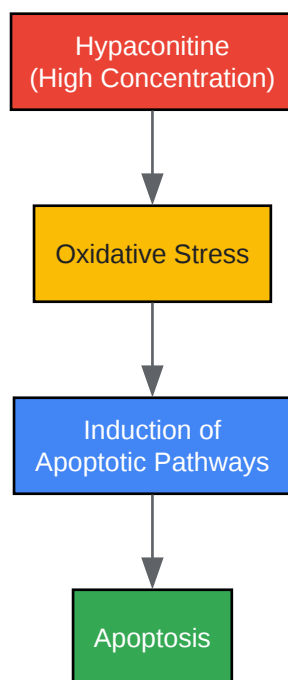 Hypaconitine
(High Concentration)
Oxidative Stress
Induction of
Apoptotic Pathways
Apoptosis